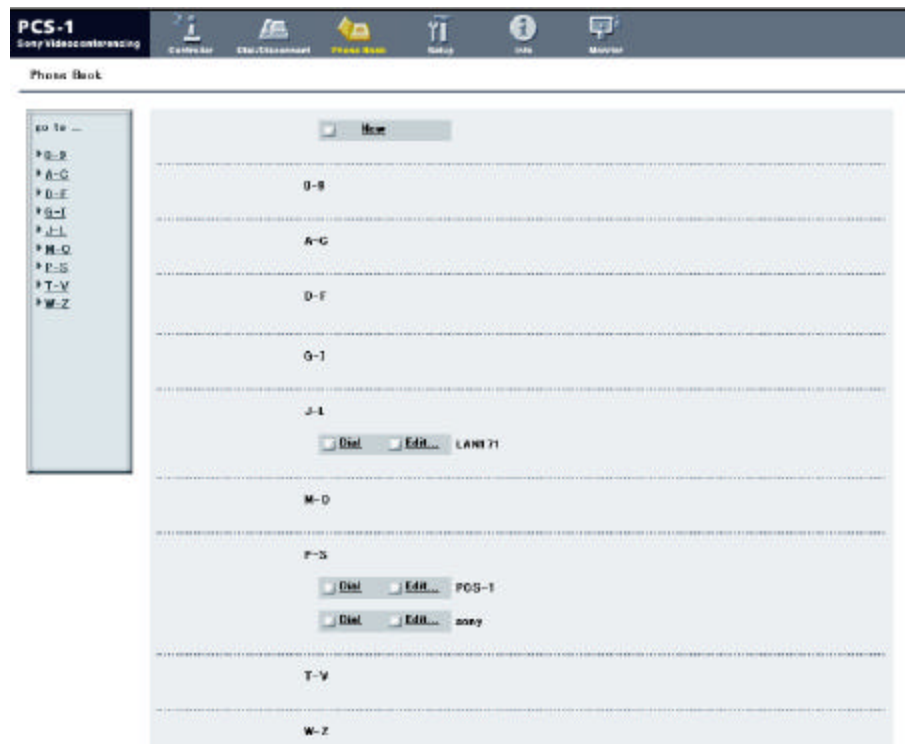 PCS-1
Sony Videoconferencing
Controller Dial/Disconnect Phone Book Setup Info Monitor
Phone Book
go to ...
0-9
A-C
D-F
G-I
J-L
M-O
P-S
T-V
W-Z
New
0-9
A-C
D-F
G-I
J-L
Dial Edit... LAN171
M-O
P-S
Dial Edit... PCS-1
Dial Edit... sony
T-V
W-Z